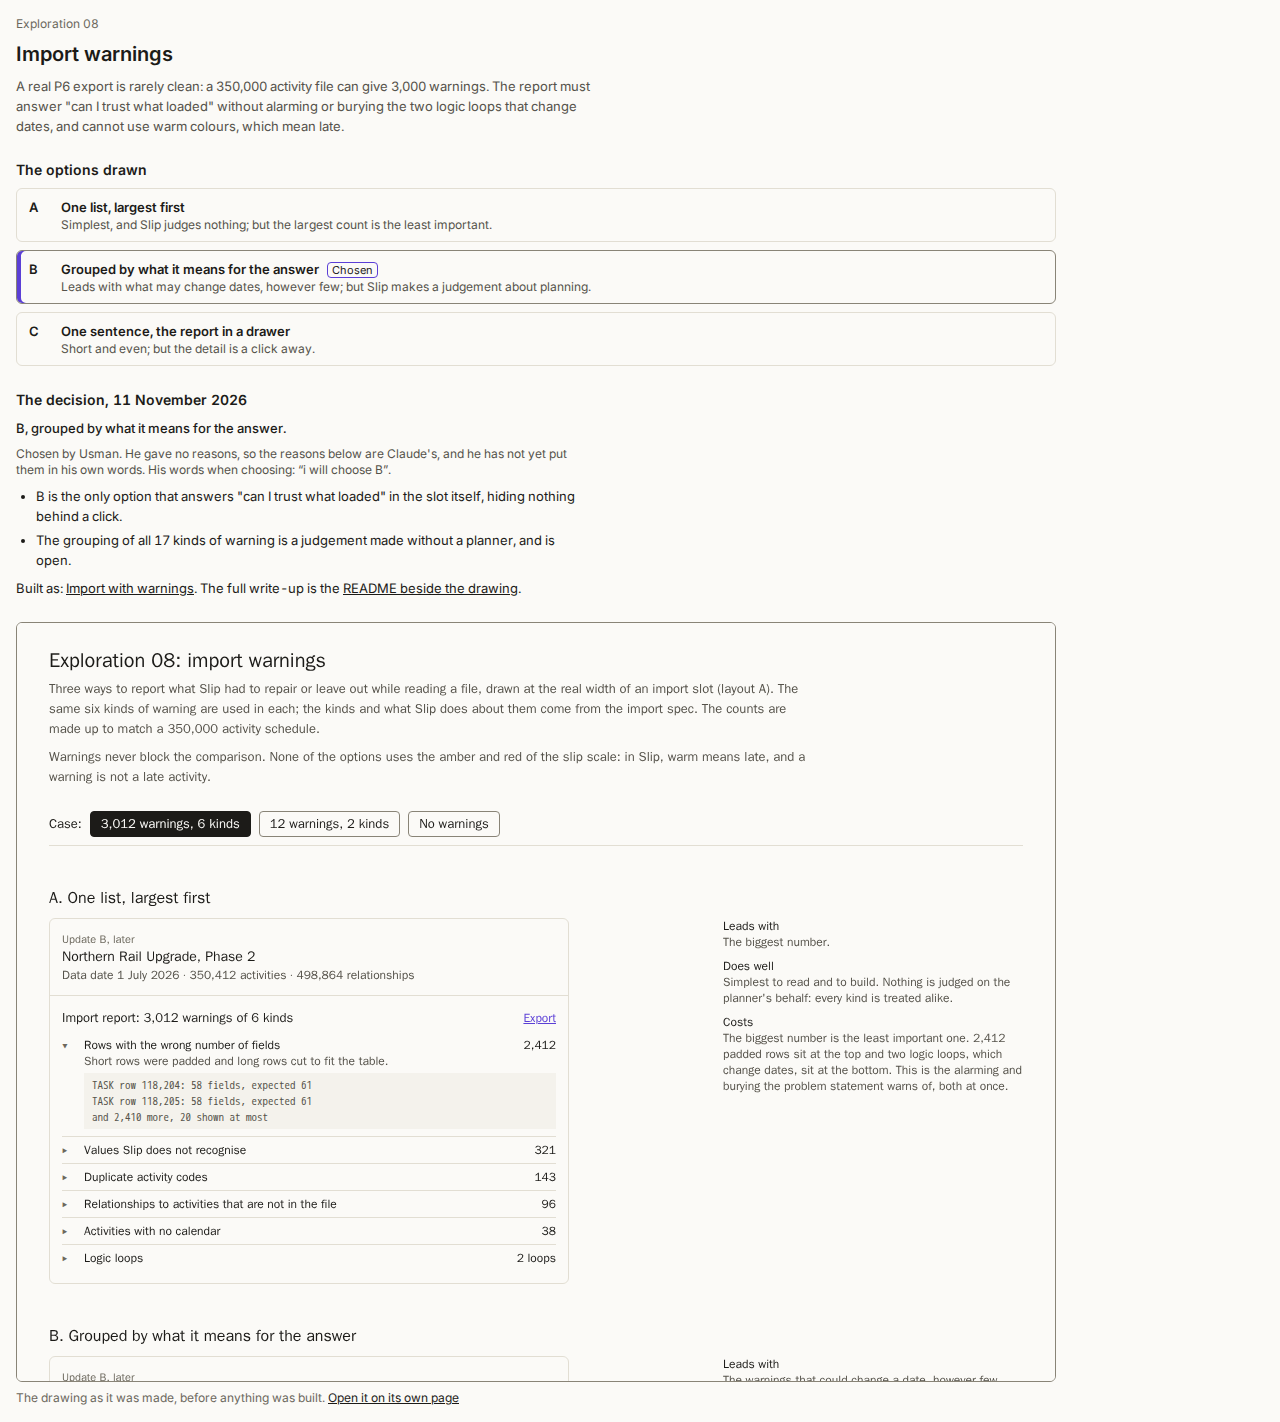 Exploration 08
Import warnings
A real P6 export is rarely clean: a 350,000 activity file can give 3,000 warnings. The report must
answer "can I trust what loaded" without alarming or burying the two logic loops that change
dates, and cannot use warm colours, which mean late.
The options drawn
A One list, largest first
Simplest, and Slip judges nothing; but the largest count is the least important.
B Grouped by what it means for the answer Chosen
Leads with what may change dates, however few; but Slip makes a judgement about planning.
C One sentence, the report in a drawer
Short and even; but the detail is a click away.
The decision, 11 November 2026
B, grouped by what it means for the answer.
Chosen by Usman. He gave no reasons, so the reasons below are Claude's, and he has not yet put
them in his own words. His words when choosing: “i will choose B”.
• B is the only option that answers "can I trust what loaded" in the slot itself, hiding nothing
behind a click.
• The grouping of all 17 kinds of warning is a judgement made without a planner, and is
open.
Built as: Import with warnings. The full write-up is the README beside the drawing.
Exploration 08: import warnings
Three ways to report what Slip had to repair or leave out while reading a file, drawn at the real width of an import slot (layout A). The
same six kinds of warning are used in each; the kinds and what Slip does about them come from the import spec. The counts are
made up to match a 350,000 activity schedule.
Warnings never block the comparison. None of the options uses the amber and red of the slip scale: in Slip, warm means late, and a
warning is not a late activity.
Case: 3,012 warnings, 6 kinds 12 warnings, 2 kinds No warnings
A. One list, largest first
Update B, later
Northern Rail Upgrade, Phase 2
Data date 1 July 2026 · 350,412 activities · 498,864 relationships
Import report: 3,012 warnings of 6 kinds Export
▾ Rows with the wrong number of fields 2,412
Short rows were padded and long rows cut to fit the table.
TASK row 118,204: 58 fields, expected 61
TASK row 118,205: 58 fields, expected 61
and 2,410 more, 20 shown at most
▸ Values Slip does not recognise 321
▸ Duplicate activity codes 143
▸ Relationships to activities that are not in the file 96
▸ Activities with no calendar 38
▸ Logic loops 2 loops
Leads with
The biggest number.
Does well
Simplest to read and to build. Nothing is judged on the
planner's behalf: every kind is treated alike.
Costs
The biggest number is the least important one. 2,412
padded rows sit at the top and two logic loops, which
change dates, sit at the bottom. This is the alarming and
burying the problem statement warns of, both at once.
B. Grouped by what it means for the answer
Update B, later
Leads with
The warnings that could change a date, however few.
The drawing as it was made, before anything was built. Open it on its own page